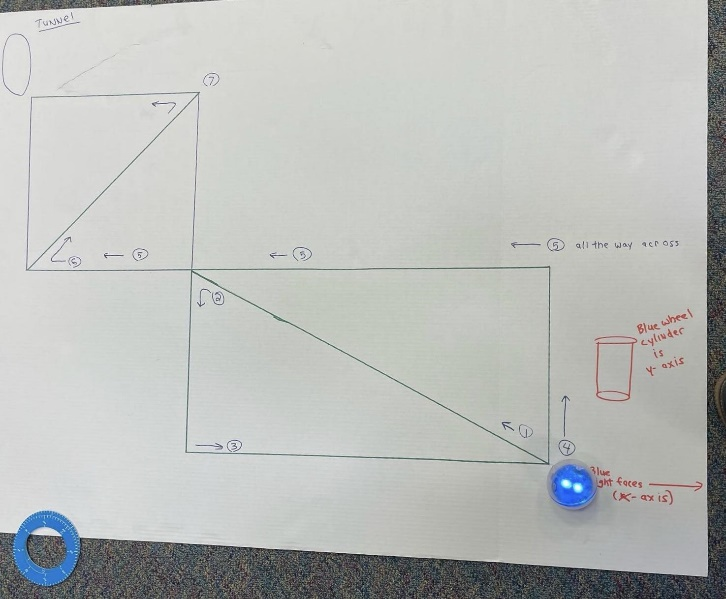 Tunnel
⑦
⑥
⑤
⑤
⑤ all the way across
②
Blue wheel
cylinder
is
y-axis
①
③
④
Blue
light faces
(x-axis)